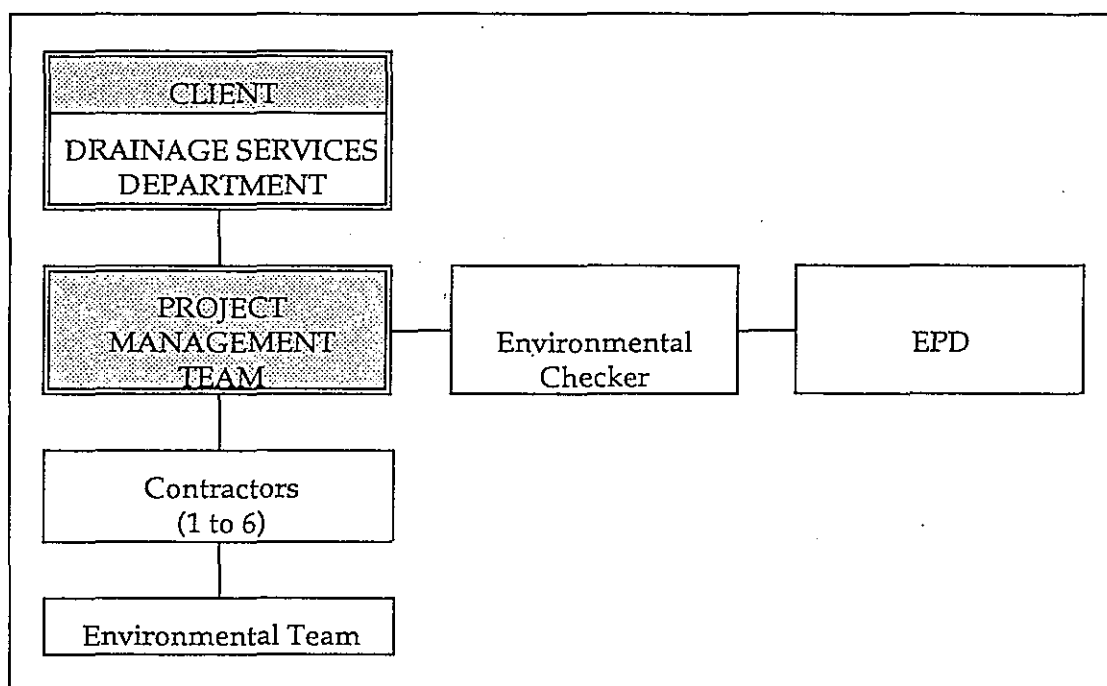 CLIENT
DRAINAGE SERVICES
DEPARTMENT
PROJECT
MANAGEMENT
TEAM
Environmental
Checker
EPD
Contractors
(1 to 6)
Environmental Team